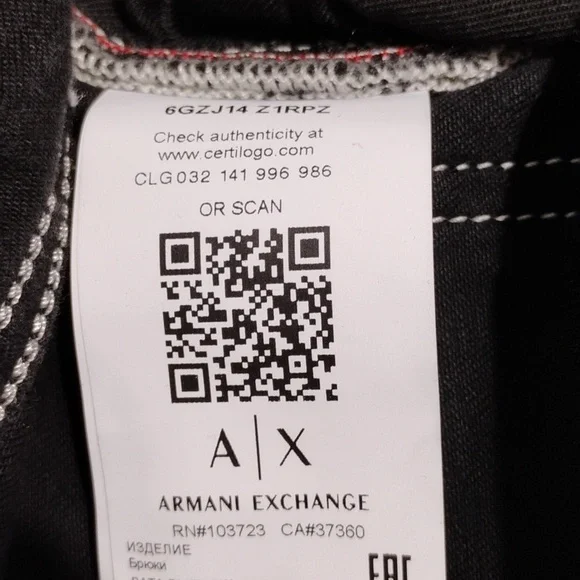 6GZJ14 Z1RPZ
Check authenticity at
www.certilogo.com
CLG 032 141 996 986
OR SCAN
A|X
ARMANI EXCHANGE
RN#103723 CA#37360
ИЗДЕЛИЕ
Брюки
EAC